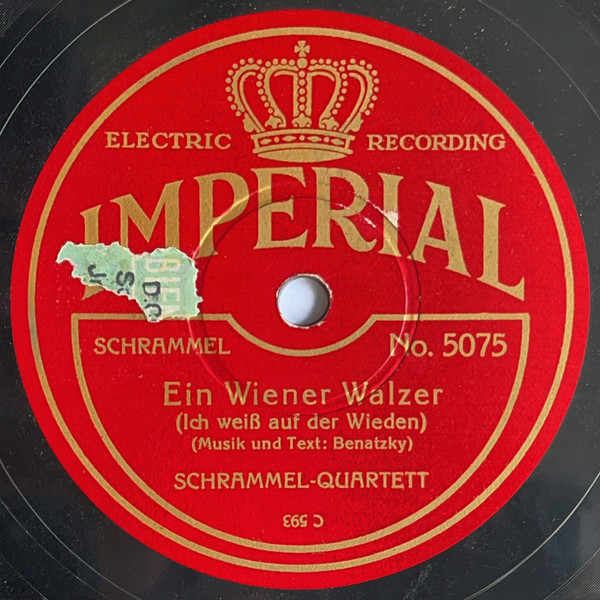 ELECTRIC RECORDING
IMPERIAL
SCHRAMMEL No. 5075
Ein Wiener Walzer
(Ich weiß auf der Wieden)
(Musik und Text: Benatzky)
SCHRAMMEL-QUARTETT
C 593